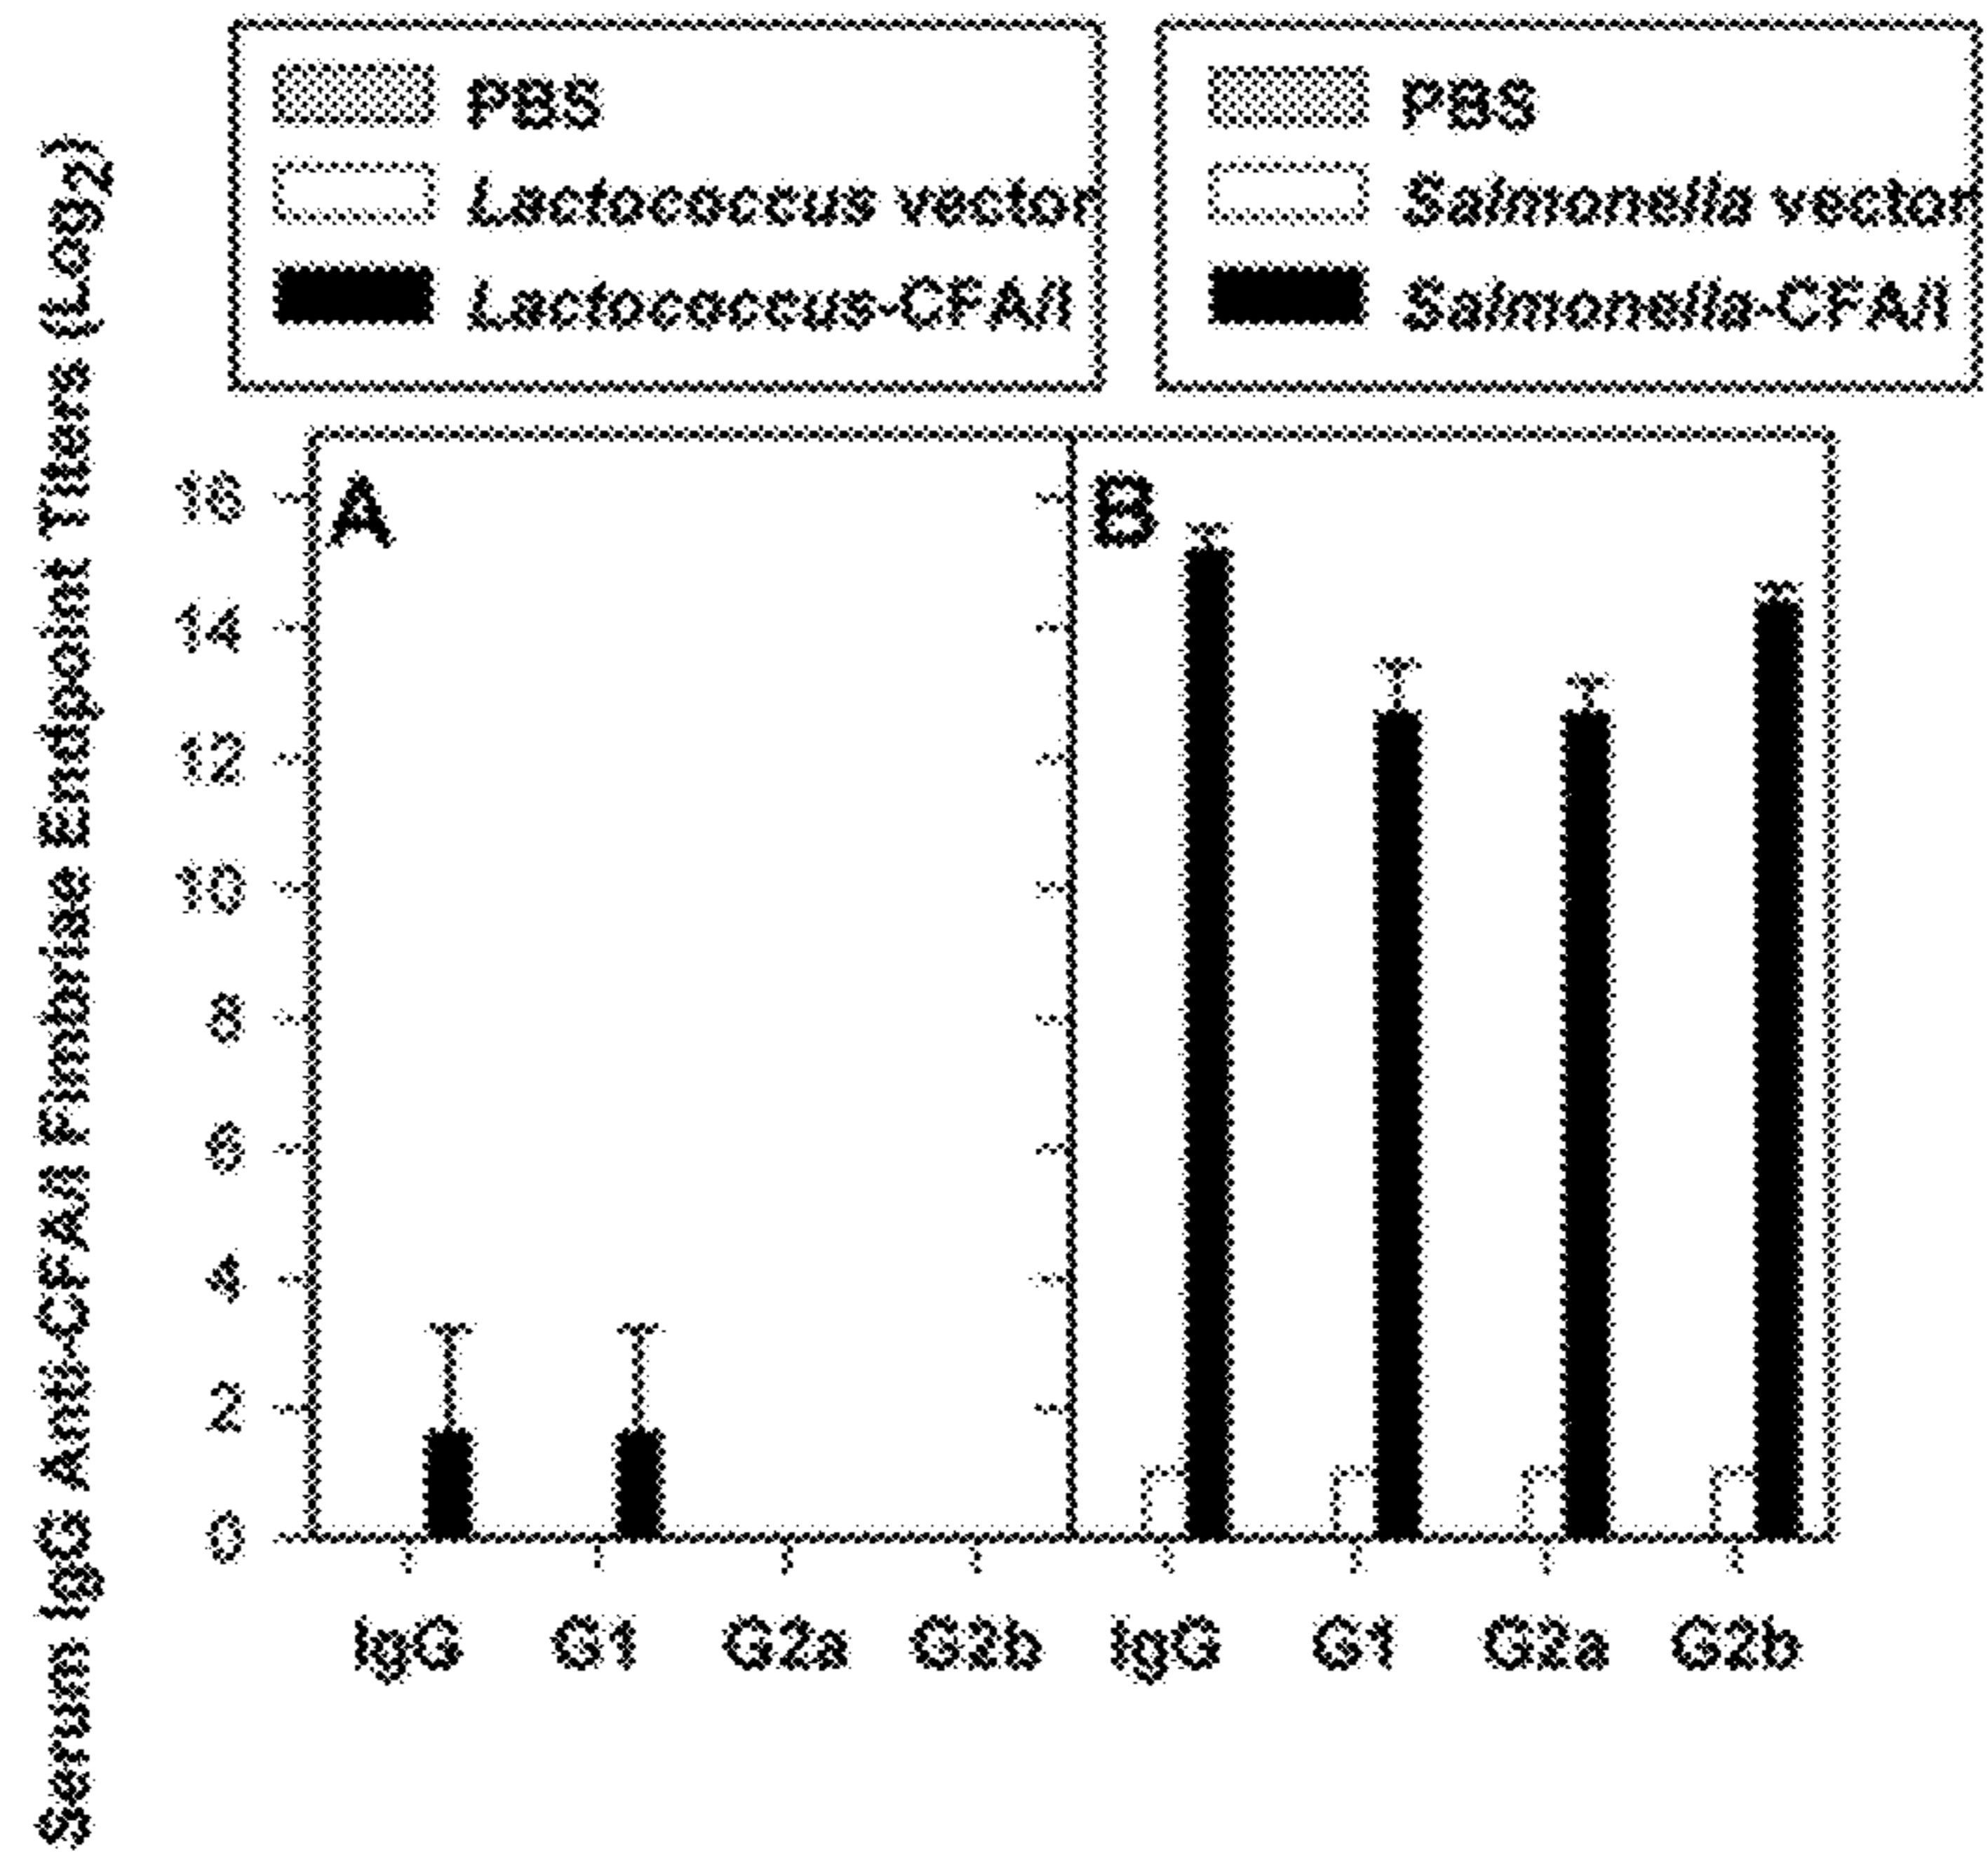 PBS
Lactococcus vector
Lactococcus-CFA/I
PBS
Salmonella vector
Salmonella-CFA/I
Serum IgG Anti-CFA/I Fimbriae Endpoint Titers (Log2)
A
B
16
14
12
10
8
6
4
2
0
IgG G1 G2a G2b IgG G1 G2a G2b